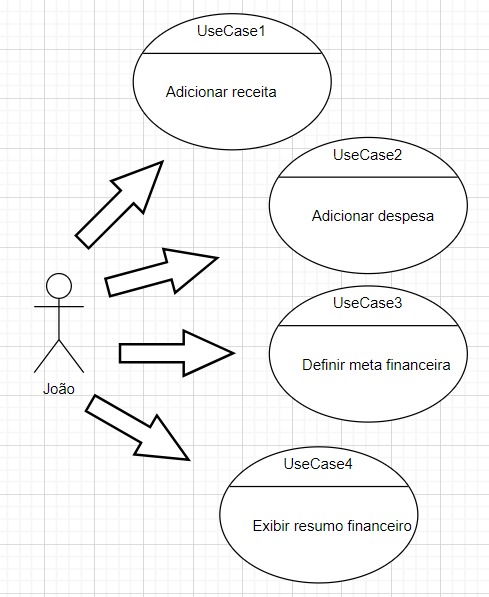 UseCase1
Adicionar receita
UseCase2
Adicionar despesa
UseCase3
Definir meta financeira
João
UseCase4
Exibir resumo financeiro